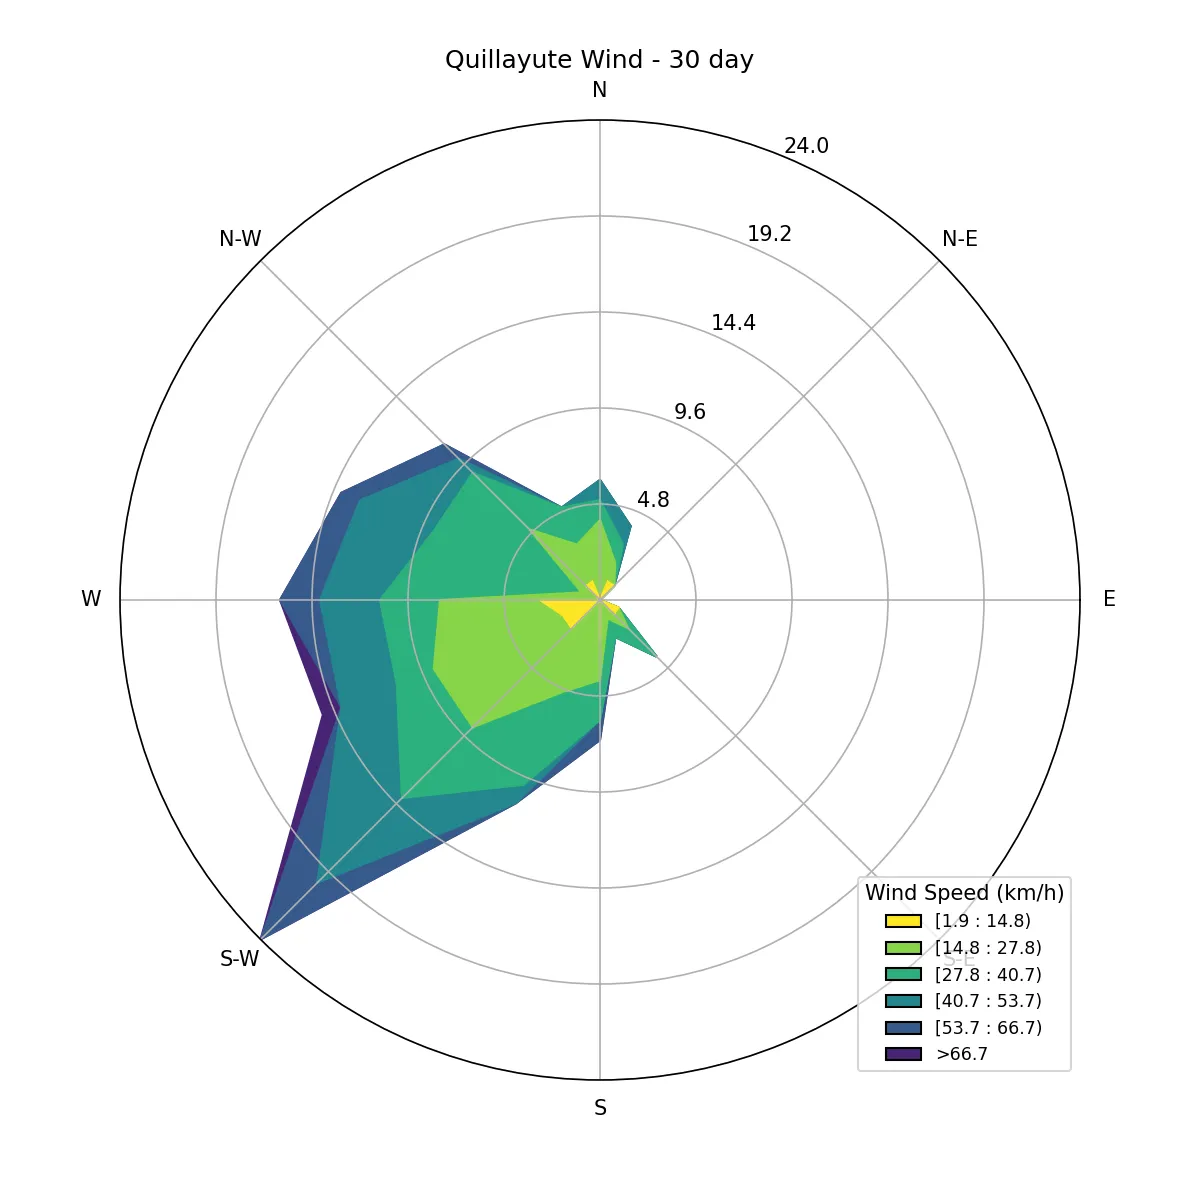 Quillayute Wind - 30 day
N
24.0
N-W
19.2
N-E
14.4
9.6
4.8
W
E
Wind Speed (km/h)
[1.9 : 14.8)
[14.8 : 27.8)
S-W
S-E
[27.8 : 40.7)
[40.7 : 53.7)
[53.7 : 66.7)
>66.7
S